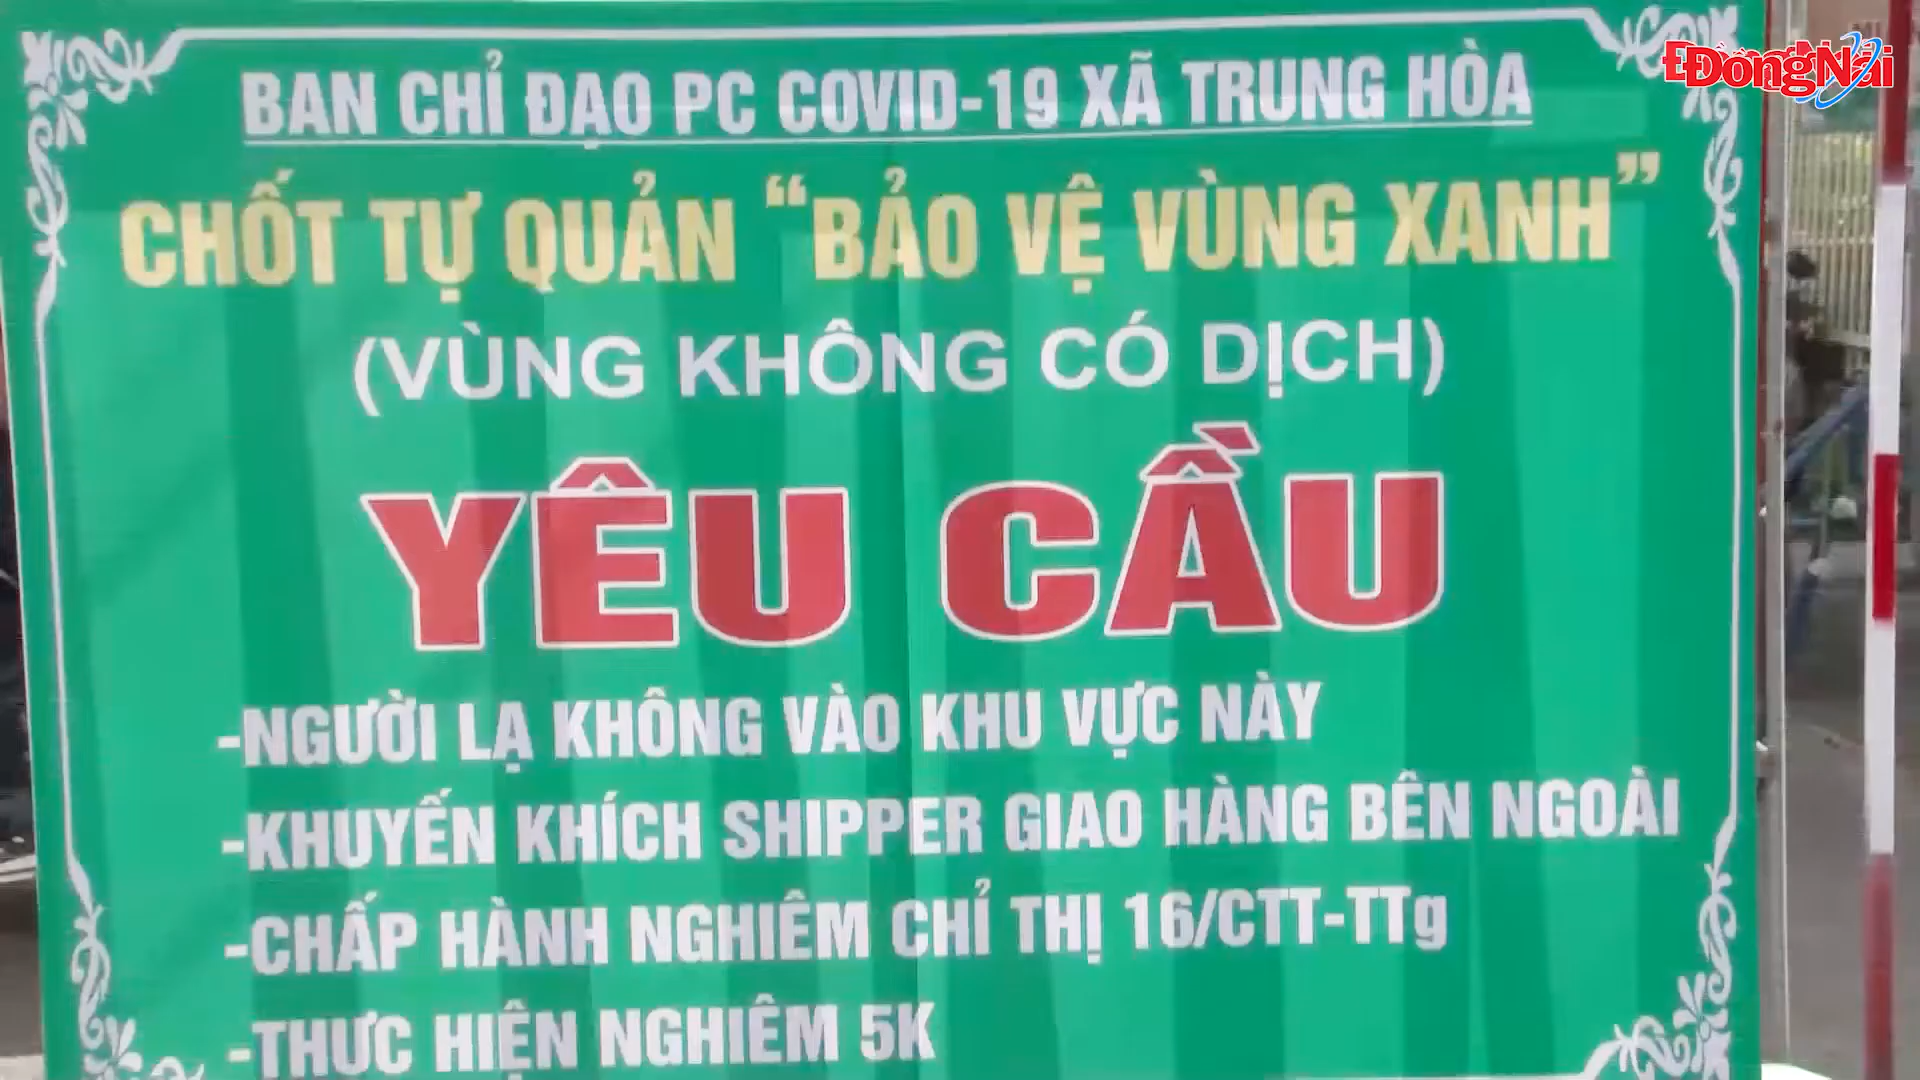 BAN CHỈ ĐẠO PC COVID-19 XÃ TRUNG HÒA
CHỐT TỰ QUẢN “BẢO VỆ VÙNG XANH”
(VÙNG KHÔNG CÓ DỊCH)
YÊU CẦU
-NGƯỜI LẠ KHÔNG VÀO KHU VỰC NÀY
-KHUYẾN KHÍCH SHIPPER GIAO HÀNG BÊN NGOÀI
-CHẤP HÀNH NGHIÊM CHỈ THỊ 16/CTT-TTg
-THỰC HIỆN NGHIÊM 5K